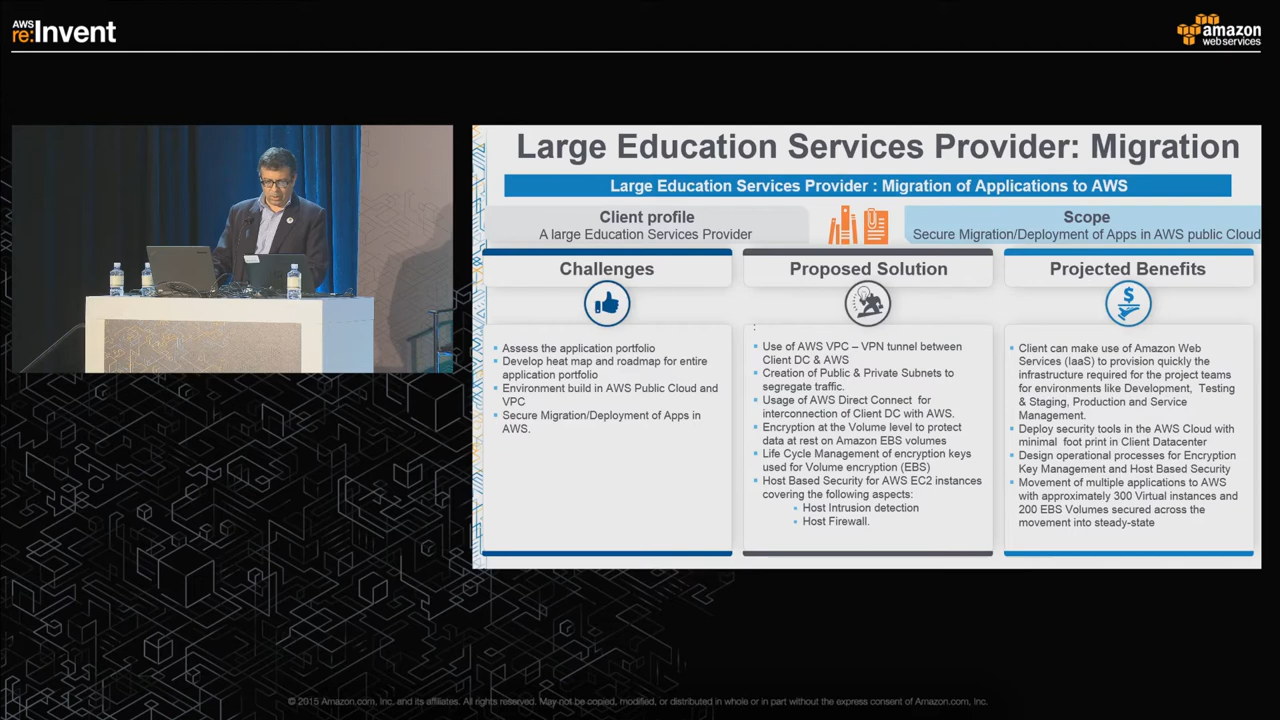 AWS
re:Invent
amazon
web services
Large Education Services Provider: Migration
Large Education Services Provider : Migration of Applications to AWS
Client profile
A large Education Services Provider
Scope
Secure Migration/Deployment of Apps in AWS public Cloud
Challenges
Assess the application portfolio
Develop heat map and roadmap for entire
application portfolio
Environment build in AWS Public Cloud and
VPC
Secure Migration/Deployment of Apps in
AWS.
Proposed Solution
:
Use of AWS VPC – VPN tunnel between
Client DC & AWS
Creation of Public & Private Subnets to
segregate traffic.
Usage of AWS Direct Connect for
interconnection of Client DC with AWS.
Encryption at the Volume level to protect
data at rest on Amazon EBS volumes
Life Cycle Management of encryption keys
used for Volume encryption (EBS)
Host Based Security for AWS EC2 instances
covering the following aspects:
Host Intrusion detection
Host Firewall.
Projected Benefits
$
Client can make use of Amazon Web
Services (IaaS) to provision quickly the
infrastructure required for the project teams
for environments like Development, Testing
& Staging, Production and Service
Management.
Deploy security tools in the AWS Cloud with
minimal foot print in Client Datacenter
Design operational processes for Encryption
Key Management and Host Based Security
Movement of multiple applications to AWS
with approximately 300 Virtual instances and
200 EBS Volumes secured across the
movement into steady-state
© 2015 Amazon.com, Inc. and its affiliates. All rights reserved. May not be copied, modified, or distributed in whole or in part without the express consent of Amazon.com, Inc.